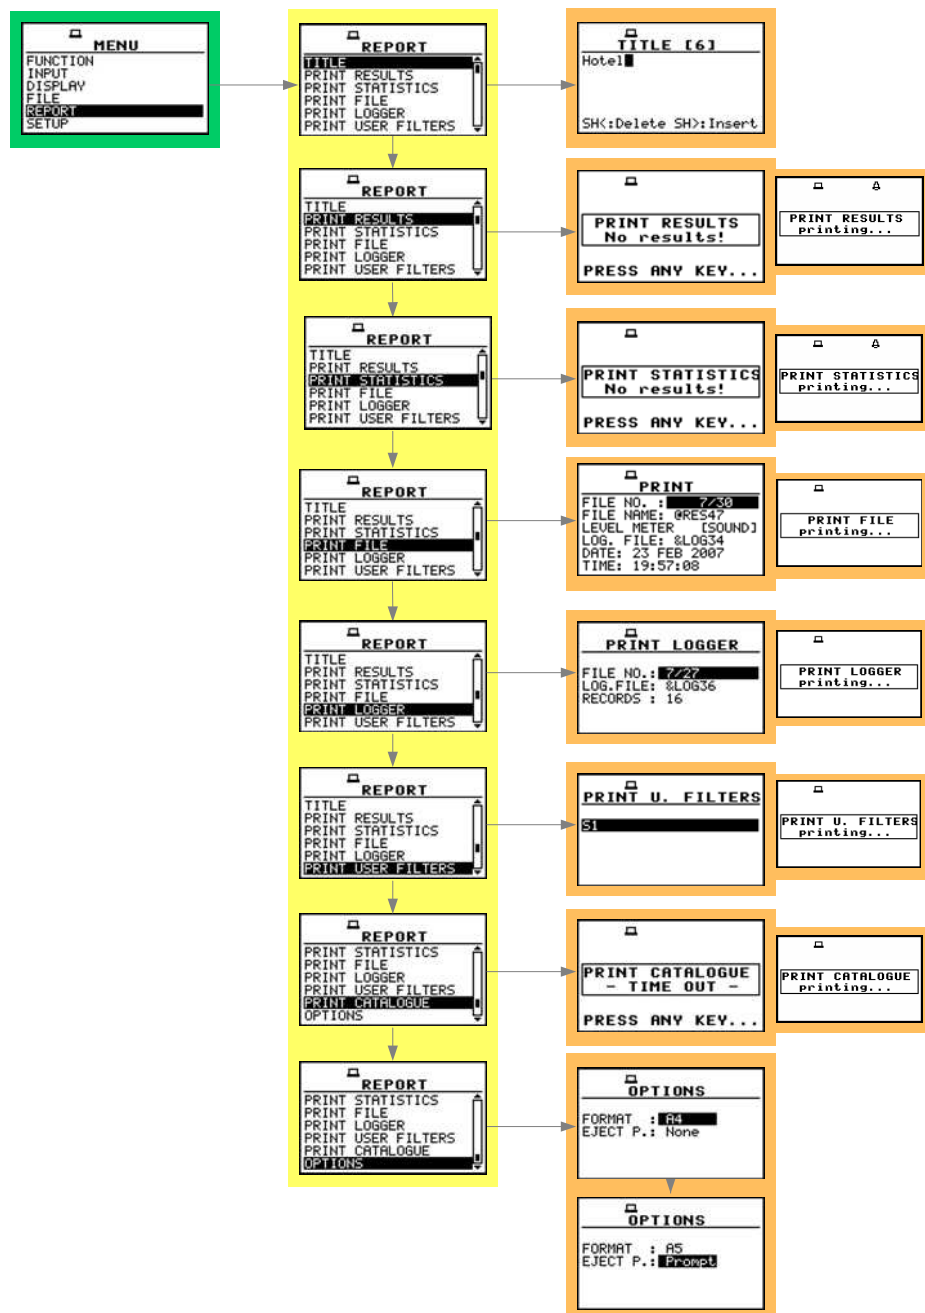 MENU
FUNCTION
INPUT
DISPLAY
FILE
REPORT
SETUP
REPORT
TITLE
PRINT RESULTS
PRINT STATISTICS
PRINT FILE
PRINT LOGGER
PRINT USER FILTERS
TITLE [6]
Hotel
SH<:Delete SH>:Insert
REPORT
TITLE
PRINT RESULTS
PRINT STATISTICS
PRINT FILE
PRINT LOGGER
PRINT USER FILTERS
PRINT RESULTS
No results!
PRESS ANY KEY...
PRINT RESULTS
printing...
REPORT
TITLE
PRINT RESULTS
PRINT STATISTICS
PRINT FILE
PRINT LOGGER
PRINT USER FILTERS
PRINT STATISTICS
No results!
PRESS ANY KEY...
PRINT STATISTICS
printing...
REPORT
TITLE
PRINT RESULTS
PRINT STATISTICS
PRINT FILE
PRINT LOGGER
PRINT USER FILTERS
PRINT
FILE NO. : 7/30
FILE NAME: @RES47
LEVEL METER [SOUND]
LOG. FILE: &LOG34
DATE: 23 FEB 2007
TIME: 19:57:08
PRINT FILE
printing...
REPORT
TITLE
PRINT RESULTS
PRINT STATISTICS
PRINT FILE
PRINT LOGGER
PRINT USER FILTERS
PRINT LOGGER
FILE NO.: 7/27
LOG.FILE: &LOG36
RECORDS : 16
PRINT LOGGER
printing...
REPORT
TITLE
PRINT RESULTS
PRINT STATISTICS
PRINT FILE
PRINT LOGGER
PRINT USER FILTERS
PRINT U. FILTERS
S1
PRINT U. FILTERS
printing...
REPORT
PRINT STATISTICS
PRINT FILE
PRINT LOGGER
PRINT USER FILTERS
PRINT CATALOGUE
OPTIONS
PRINT CATALOGUE
- TIME OUT -
PRESS ANY KEY...
PRINT CATALOGUE
printing...
REPORT
PRINT STATISTICS
PRINT FILE
PRINT LOGGER
PRINT USER FILTERS
PRINT CATALOGUE
OPTIONS
OPTIONS
FORMAT : A4
EJECT P.: None
OPTIONS
FORMAT : A5
EJECT P.: Prompt